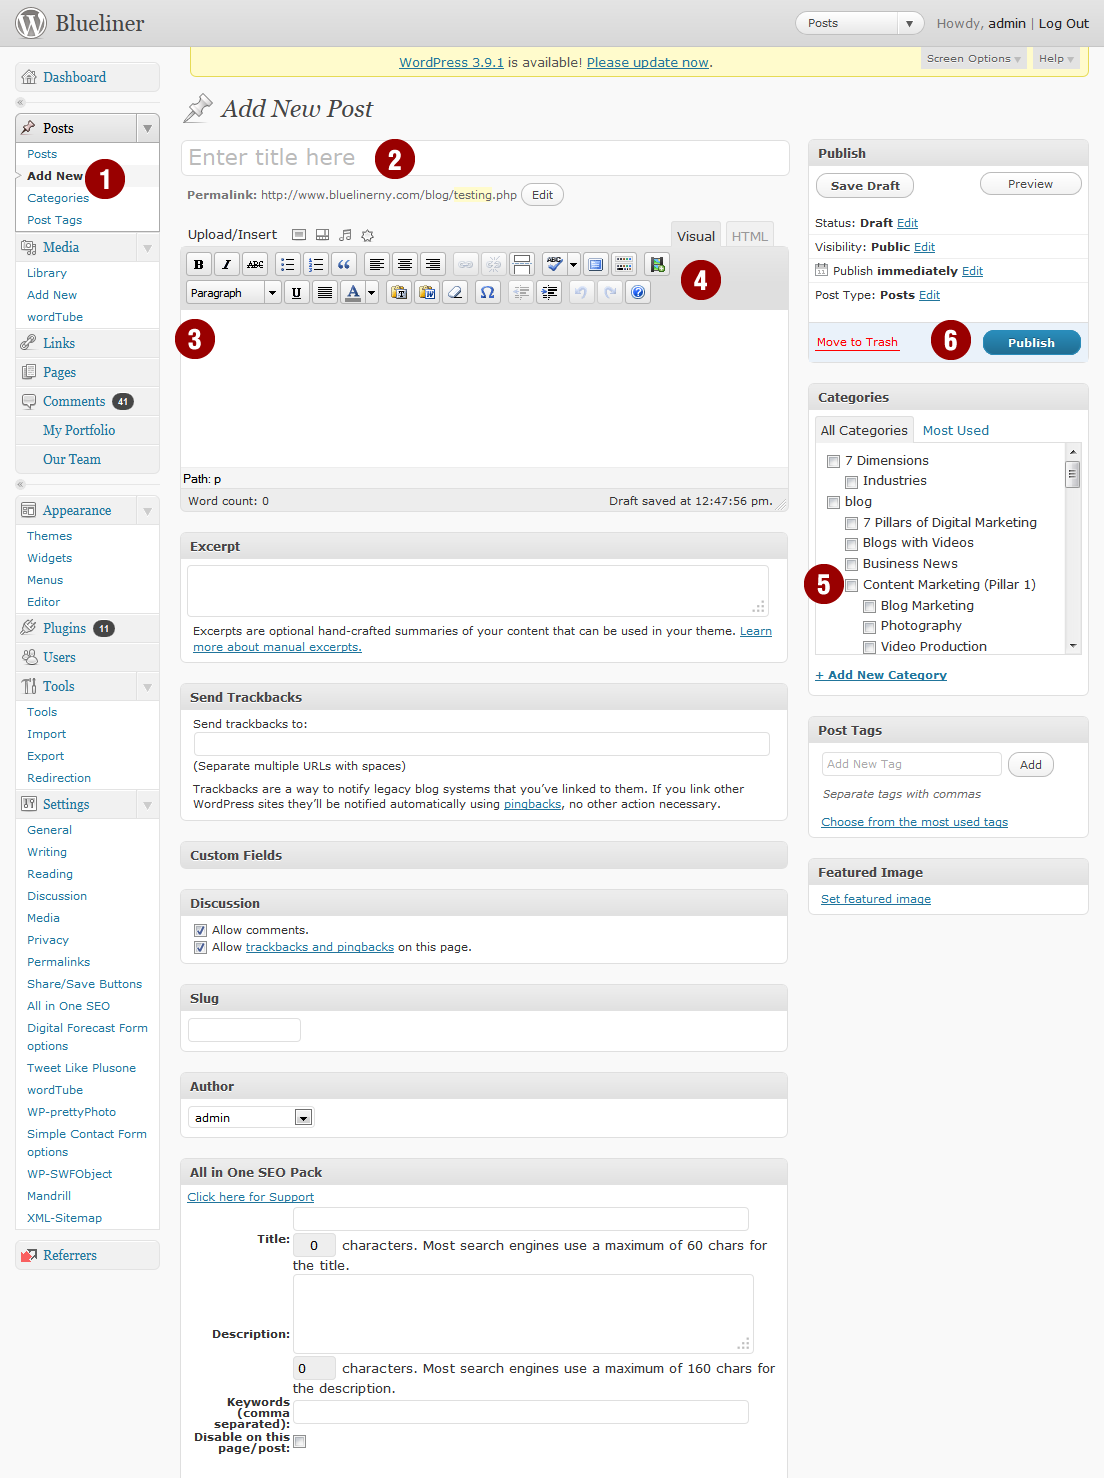 Blueliner
Posts
Howdy, admin | Log Out
WordPress 3.9.1 is available! Please update now.
Screen Options
Help
Dashboard
Posts
Posts
Add New
1
Categories
Post Tags
Media
Library
Add New
wordTube
Links
Pages
Comments 41
My Portfolio
Our Team
Appearance
Themes
Widgets
Menus
Editor
Plugins 11
Users
Tools
Tools
Import
Export
Redirection
Settings
General
Writing
Reading
Discussion
Media
Privacy
Permalinks
Share/Save Buttons
All in One SEO
Digital Forecast Form
options
Tweet Like Plusone
wordTube
WP-prettyPhoto
Simple Contact Form
options
WP-SWFObject
Mandrill
XML-Sitemap
Referrers
Add New Post
Enter title here
2
Permalink: http://www.bluelinerny.com/blog/testing.php Edit
Upload/Insert
Visual
HTML
B I ABC ABC
4
Paragraph U A
3
Path: p
Word count: 0
Draft saved at 12:47:56 pm.
Excerpt
Excerpts are optional hand-crafted summaries of your content that can be used in your theme. Learn
more about manual excerpts.
Send Trackbacks
Send trackbacks to:
(Separate multiple URLs with spaces)
Trackbacks are a way to notify legacy blog systems that you've linked to them. If you link other
WordPress sites they'll be notified automatically using pingbacks, no other action necessary.
Custom Fields
Discussion
Allow comments.
Allow trackbacks and pingbacks on this page.
Slug
Author
admin
All in One SEO Pack
Click here for Support
Title:
0 characters. Most search engines use a maximum of 60 chars for
the title.
Description:
0 characters. Most search engines use a maximum of 160 chars for
the description.
Keywords
(comma
separated):
Disable on this
page/post:
Publish
Save Draft
Preview
Status: Draft Edit
Visibility: Public Edit
Publish immediately Edit
Post Type: Posts Edit
Move to Trash
6
Publish
Categories
All Categories
Most Used
7 Dimensions
Industries
blog
7 Pillars of Digital Marketing
Blogs with Videos
Business News
5
Content Marketing (Pillar 1)
Blog Marketing
Photography
Video Production
+ Add New Category
Post Tags
Add New Tag
Add
Separate tags with commas
Choose from the most used tags
Featured Image
Set featured image